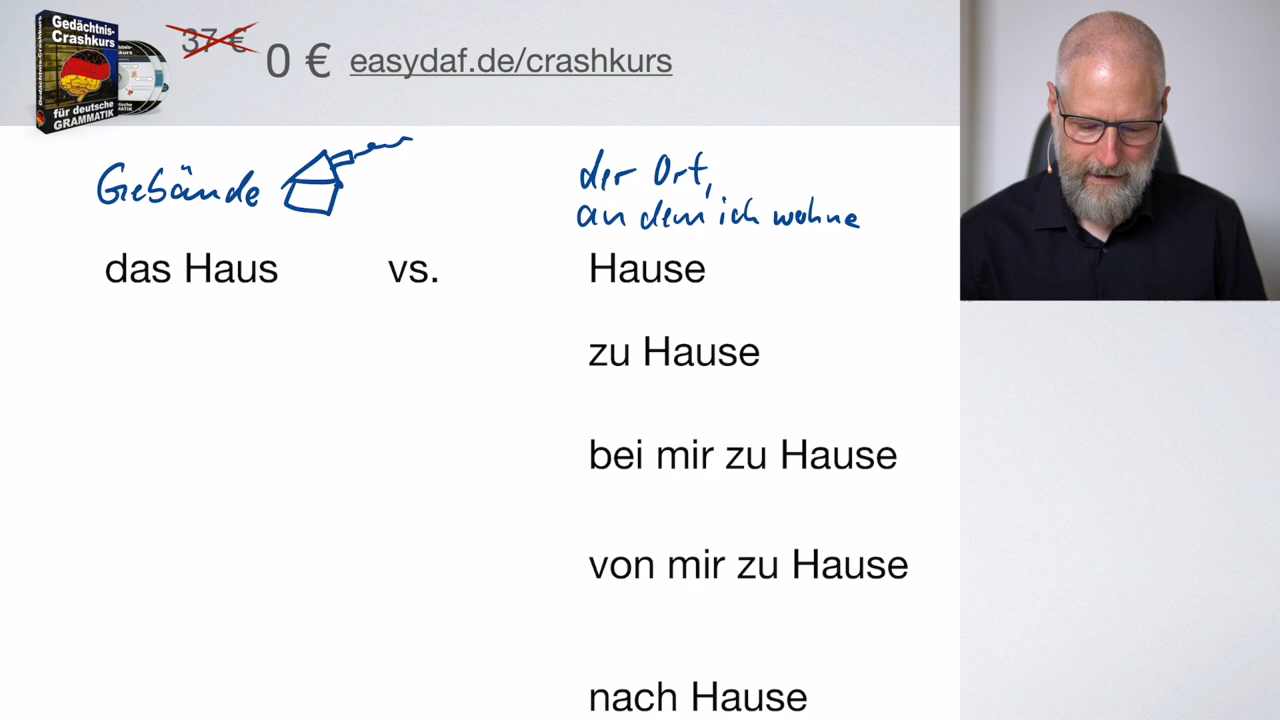 Gedächtnis-
Crashkurs
für deutsche
GRAMMATIK
37 €
0 € easydaf.de/crashkurs
Gebäude
der Ort,
an dem ich wohne
das Haus vs. Hause
zu Hause
bei mir zu Hause
von mir zu Hause
nach Hause